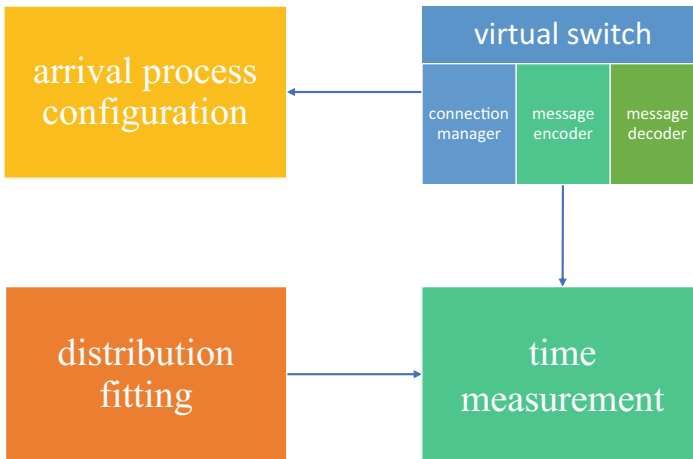 arrival process
configuration
virtual switch
connection
manager
message
encoder
message
decoder
distribution
fitting
time
measurement